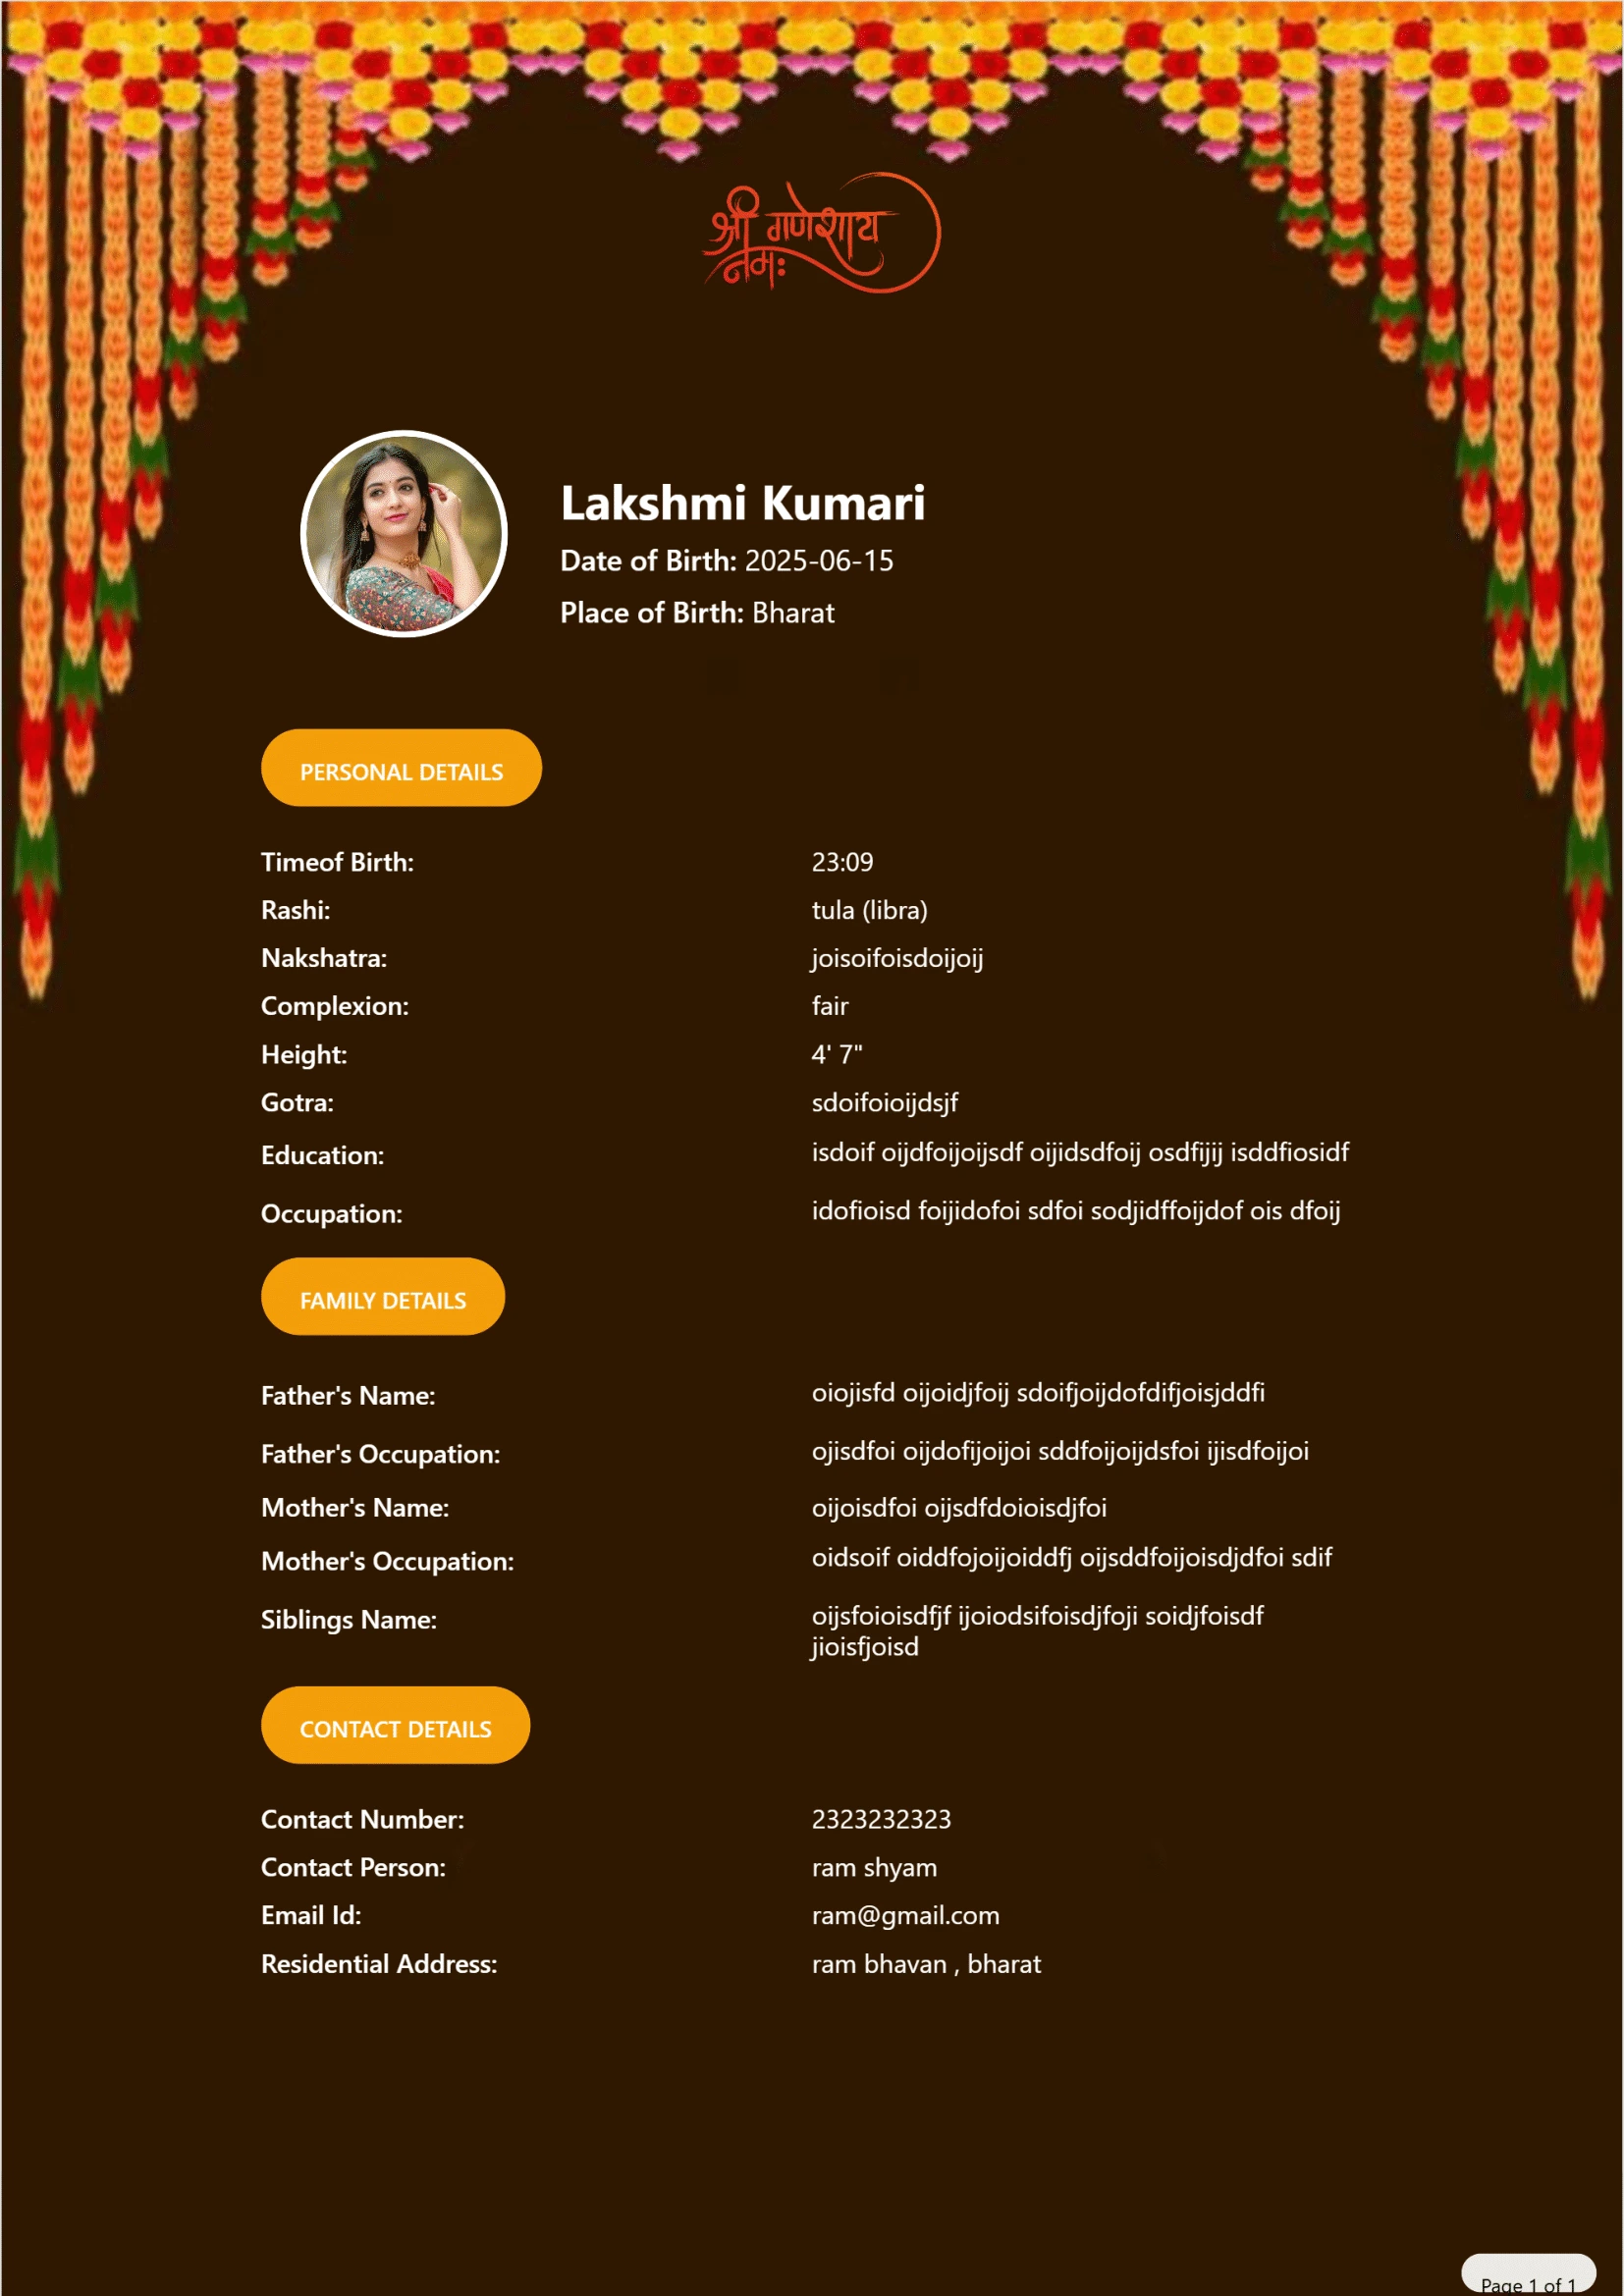 श्री गणेशाय
नमः
Lakshmi Kumari
Date of Birth: 2025-06-15
Place of Birth: Bharat
PERSONAL DETAILS
Timeof Birth: 23:09
Rashi: tula (libra)
Nakshatra: joisoifoisdoijoij
Complexion: fair
Height: 4' 7"
Gotra: sdoifoioijdsjf
Education: isdoif oijdfoijoijsdf oijidsdfoij osdfijij isddfiosidf
Occupation: idofioisd foijidofoi sdfoi sodjidffoijdof ois dfoij
FAMILY DETAILS
Father's Name: oiojisfd oijoidjfoij sdoifjoijdofdifjoisjddfi
Father's Occupation: ojisdfoi oijdofijoijoi sddfoijoijdsfoi ijisdfoijoi
Mother's Name: oijoisdfoi oijsdfdoioisdjfoi
Mother's Occupation: oidsoif oiddfojoijoiddfj oijsddfoijoisdjdfoi sdif
Siblings Name: oijsfoioisdfjf ijoiodsifoisdjfoji soidjfoisdf
jioisfjoisd
CONTACT DETAILS
Contact Number: 2323232323
Contact Person: ram shyam
Email Id: ram@gmail.com
Residential Address: ram bhavan , bharat
Page 1 of 1